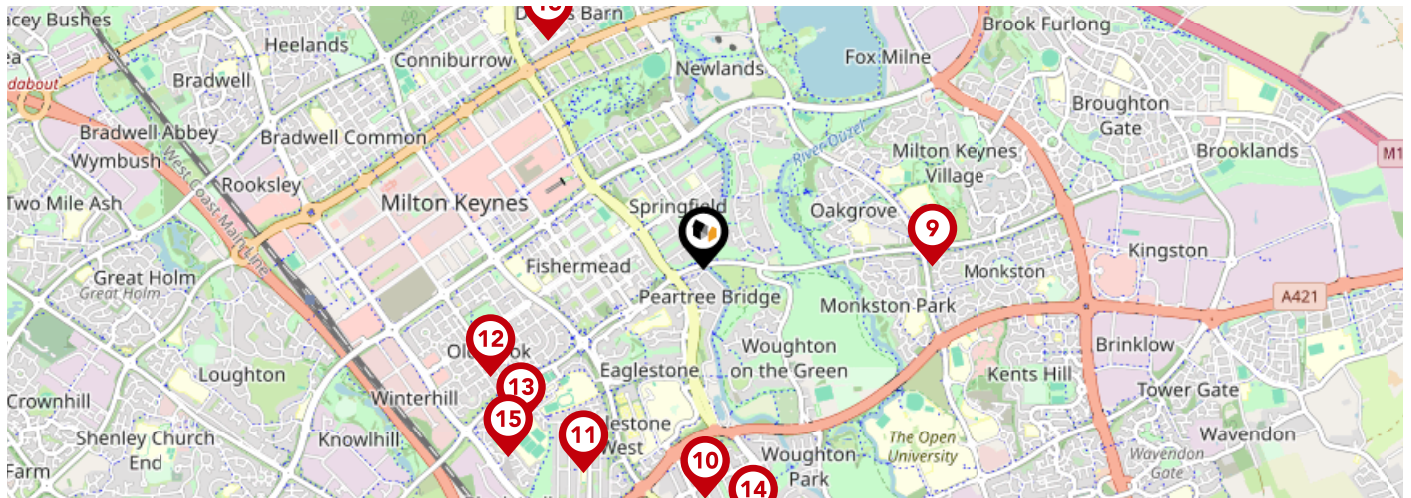 acey Bushes
Heelands
Conniburrow
Barn
Brook Furlong
Newlands
Fox Milne
Bradwell
dabout
Broughton
Gate
Bradwell Abbey
Bradwell Common
River Ouzel
Milton Keynes
Village
Brooklands
M1
Wymbush
West Coast Main Line
Rooksley
Two Mile Ash
Milton Keynes
Springfield
Oakgrove
9
Kingston
Great Holm
Great Holm
Fishermead
Monkston
Peartree Bridge
Monkston Park
A421
12
Woughton
on the Green
Brinklow
Loughton
Eaglestone
Kents Hill
13
Tower Gate
Crownhill
Winterhill
15
Shenley Church
End
Knowlhill
11
lestone
West
The Open
University
Wavendon
Farm
10
Woughton
Park
Wavendon
Gate
14